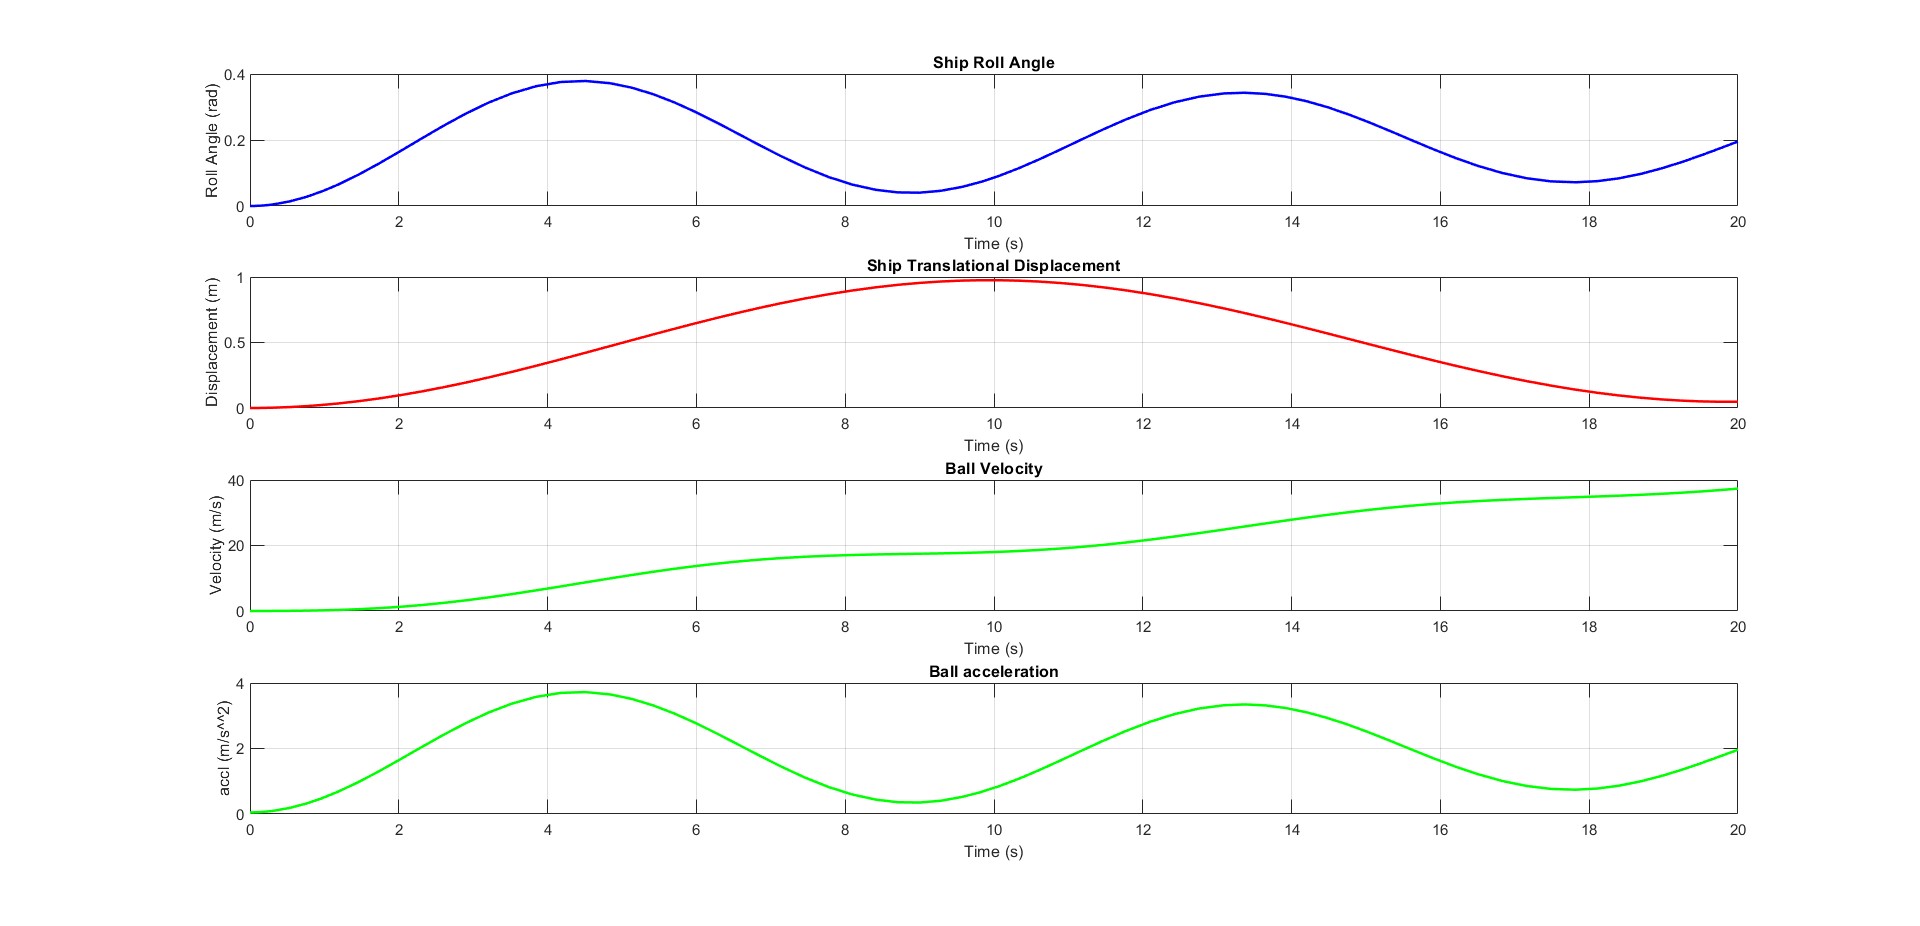 Ship Roll Angle
Roll Angle (rad)
0.4
0.2
0
0 2 4 6 8 10 12 14 16 18 20
Time (s)
Ship Translational Displacement
Displacement (m)
1
0.5
0
0 2 4 6 8 10 12 14 16 18 20
Time (s)
Ball Velocity
Velocity (m/s)
40
20
0
0 2 4 6 8 10 12 14 16 18 20
Time (s)
Ball acceleration
accl (m/s^^2)
4
2
0
0 2 4 6 8 10 12 14 16 18 20
Time (s)